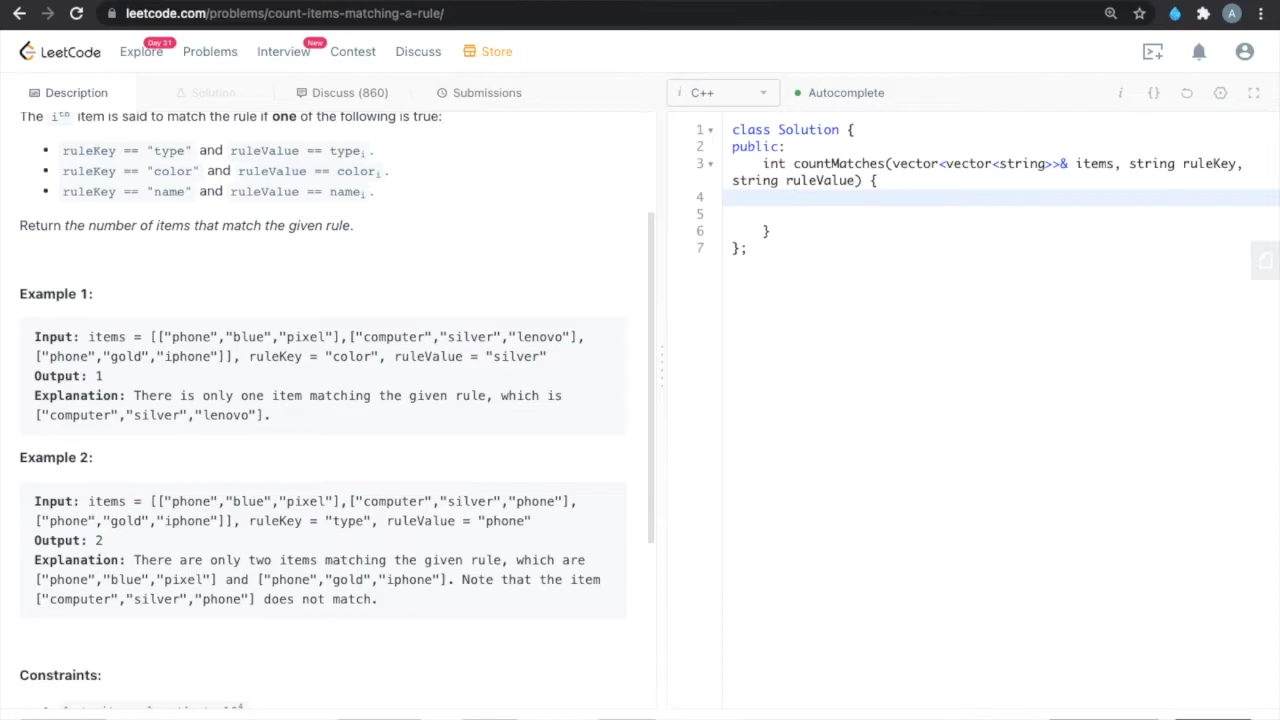 leetcode.com/problems/count-items-matching-a-rule/
A
LeetCode Explore Day 31 Problems Interview New Contest Discuss Store
Description Solution Discuss (860) Submissions
i C++ Autocomplete i {}
The ith item is said to match the rule if one of the following is true:
• ruleKey == "type" and ruleValue == typei.
• ruleKey == "color" and ruleValue == colori.
• ruleKey == "name" and ruleValue == namei.
Return the number of items that match the given rule.
Example 1:
Input: items = [["phone","blue","pixel"],["computer","silver","lenovo"],
["phone","gold","iphone"]], ruleKey = "color", ruleValue = "silver"
Output: 1
Explanation: There is only one item matching the given rule, which is
["computer","silver","lenovo"].
Example 2:
Input: items = [["phone","blue","pixel"],["computer","silver","phone"],
["phone","gold","iphone"]], ruleKey = "type", ruleValue = "phone"
Output: 2
Explanation: There are only two items matching the given rule, which are
["phone","blue","pixel"] and ["phone","gold","iphone"]. Note that the item
["computer","silver","phone"] does not match.
Constraints:
1 class Solution {
2 public:
3 int countMatches(vector<vector<string>>& items, string ruleKey,
string ruleValue) {
4
5
6 }
7 };